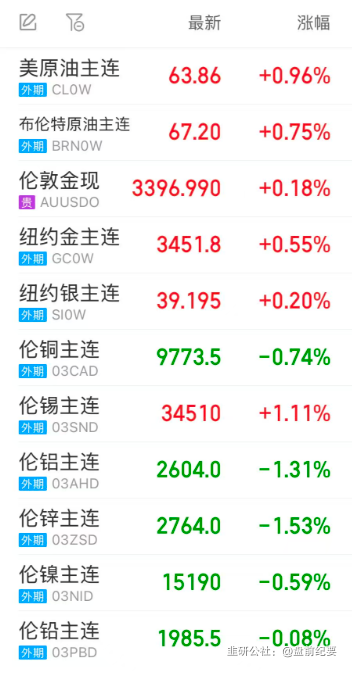 最新 涨幅
美原油主连 63.86 +0.96%
外期 CL0W
布伦特原油主连 67.20 +0.75%
外期 BRN0W
伦敦金现 3396.990 +0.18%
贵 AUUSDO
纽约金主连 3451.8 +0.55%
外期 GC0W
纽约银主连 39.195 +0.20%
外期 SI0W
伦铜主连 9773.5 -0.74%
外期 03CAD
伦锡主连 34510 +1.11%
外期 03SND
伦铝主连 2604.0 -1.31%
外期 03AHD
伦锌主连 2764.0 -1.53%
外期 03ZSD
伦镍主连 15190 -0.59%
外期 03NID
伦铅主连 1985.5 -0.08%
外期 03PBD
韭研公社：@盘前纪要